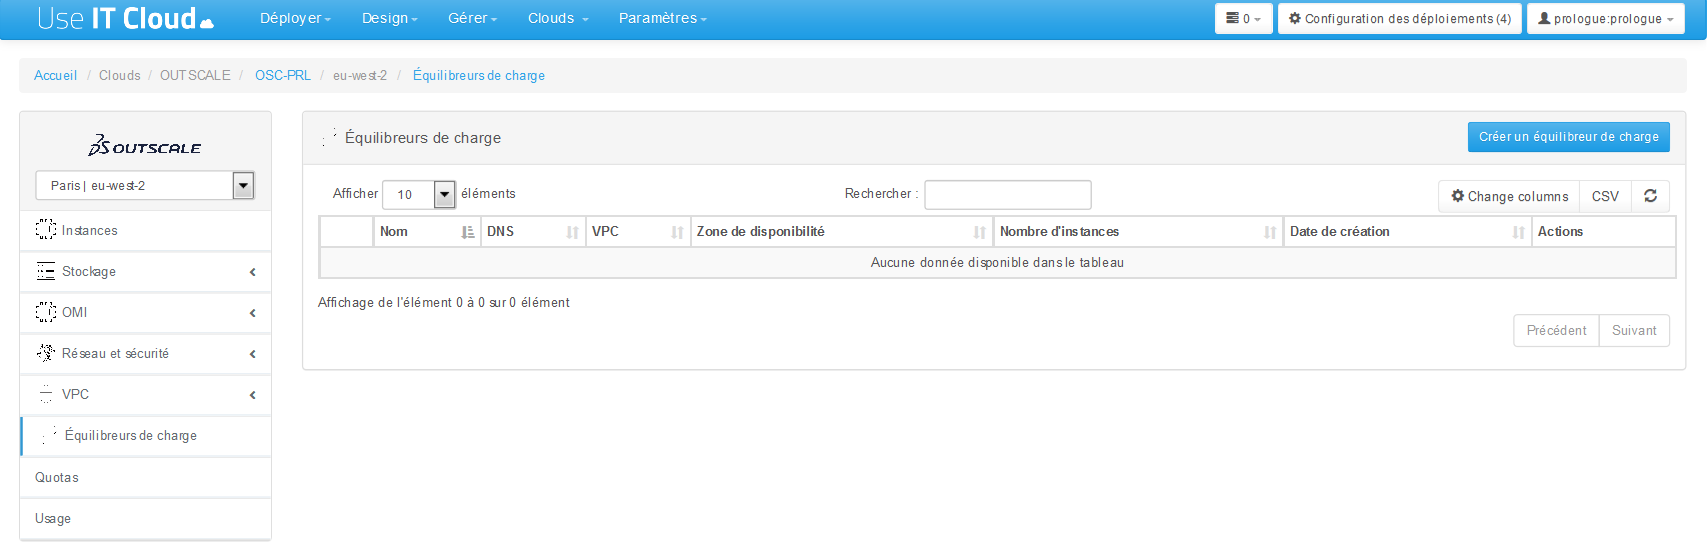 Use IT Cloud Déployer Design Gérer Clouds Paramètres 0 Configuration des déploiements (4) prologue:prologue
Accueil / Clouds / OUTSCALE / OSC-PRL / eu-west-2 / Équilibreurs de charge
OUTSCALE
Paris | eu-west-2
Instances
Stockage
OMI
Réseau et sécurité
VPC
Équilibreurs de charge
Quotas
Usage
Équilibreurs de charge Créer un équilibreur de charge
Afficher 10 éléments Rechercher : Change columns CSV
Nom DNS VPC Zone de disponibilité Nombre d'instances Date de création Actions
Aucune donnée disponible dans le tableau
Affichage de l'élément 0 à 0 sur 0 élément
Précédent Suivant